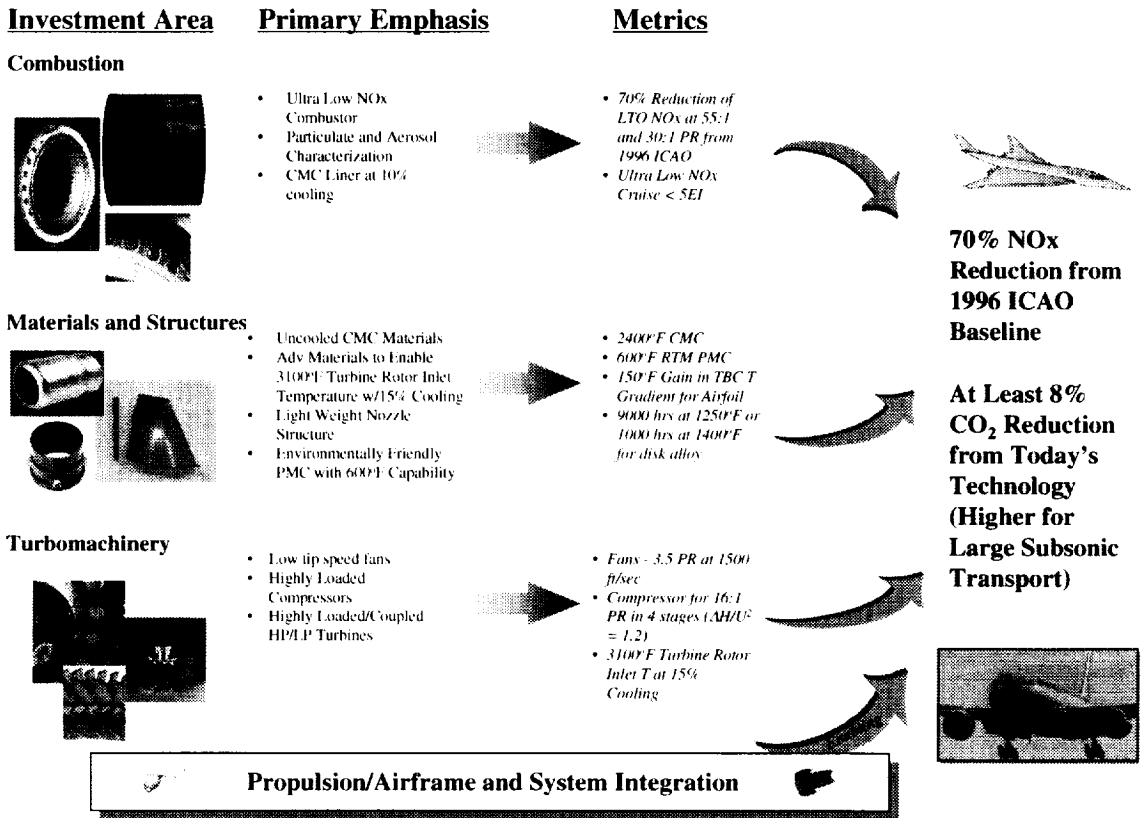 Investment Area
Primary Emphasis
Metrics
Combustion
• Ultra Low NOx
Combustor
• Particulate and Aerosol
Characterization
• CMC Liner at 10%
cooling
• 70% Reduction of
LTO NOx at 55:1
and 30:1 PR from
1996 ICAO
• Ultra Low NOx
Cruise < 5EI
70% NOx
Reduction from
1996 ICAO
Baseline
Materials and Structures
• Uncooled CMC Materials
• Adv Materials to Enable
3100°F Turbine Rotor Inlet
Temperature w/15% Cooling
• Light Weight Nozzle
Structure
• Environmentally Friendly
PMC with 600°F Capability
• 2400°F CMC
• 600°F RTM PMC
• 150°F Gain in TBC T
Gradient for Airfoil
• 9000 hrs at 1250°F or
1000 hrs at 1400°F
for disk alloy
At Least 8%
CO₂ Reduction
from Today's
Technology
(Higher for
Large Subsonic
Transport)
Turbomachinery
• Low tip speed fans
• Highly Loaded
Compressors
• Highly Loaded/Coupled
HP/LP Turbines
• Fans - 3.5 PR at 1500
ft/sec
• Compressor for 16:1
PR in 4 stages (ΔH/U²
= 1.2)
• 3100°F Turbine Rotor
Inlet T at 15%
Cooling
Propulsion/Airframe and System Integration